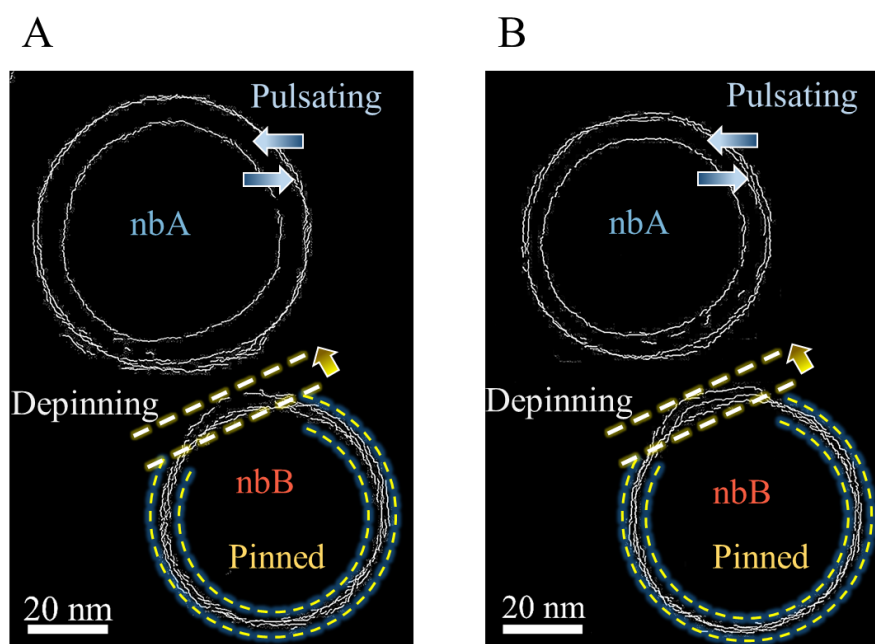 A
Pulsating
nbA
Depinning
nbB
Pinned
20 nm
B
Pulsating
nbA
Depinning
nbB
Pinned
20 nm